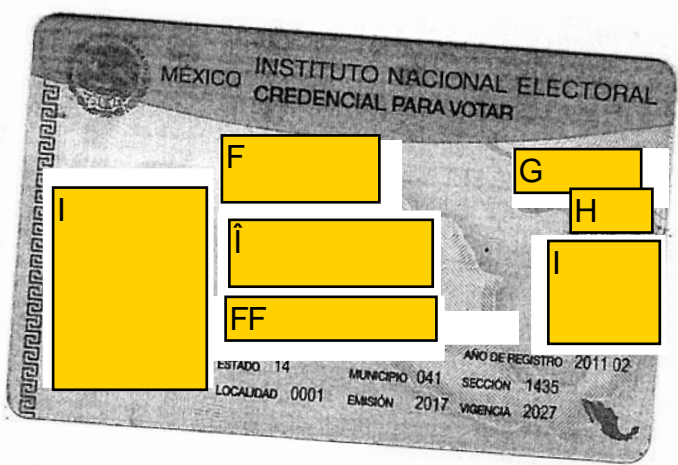 MÉXICO INSTITUTO NACIONAL ELECTORAL
CREDENCIAL PARA VOTAR
F
G
H
I
Î
I
FF
ESTADO 14 MUNICIPIO 041 AÑO DE REGISTRO 2011 02
LOCALIDAD 0001 EMISIÓN 2017 SECCIÓN 1435
VIGENCIA 2027